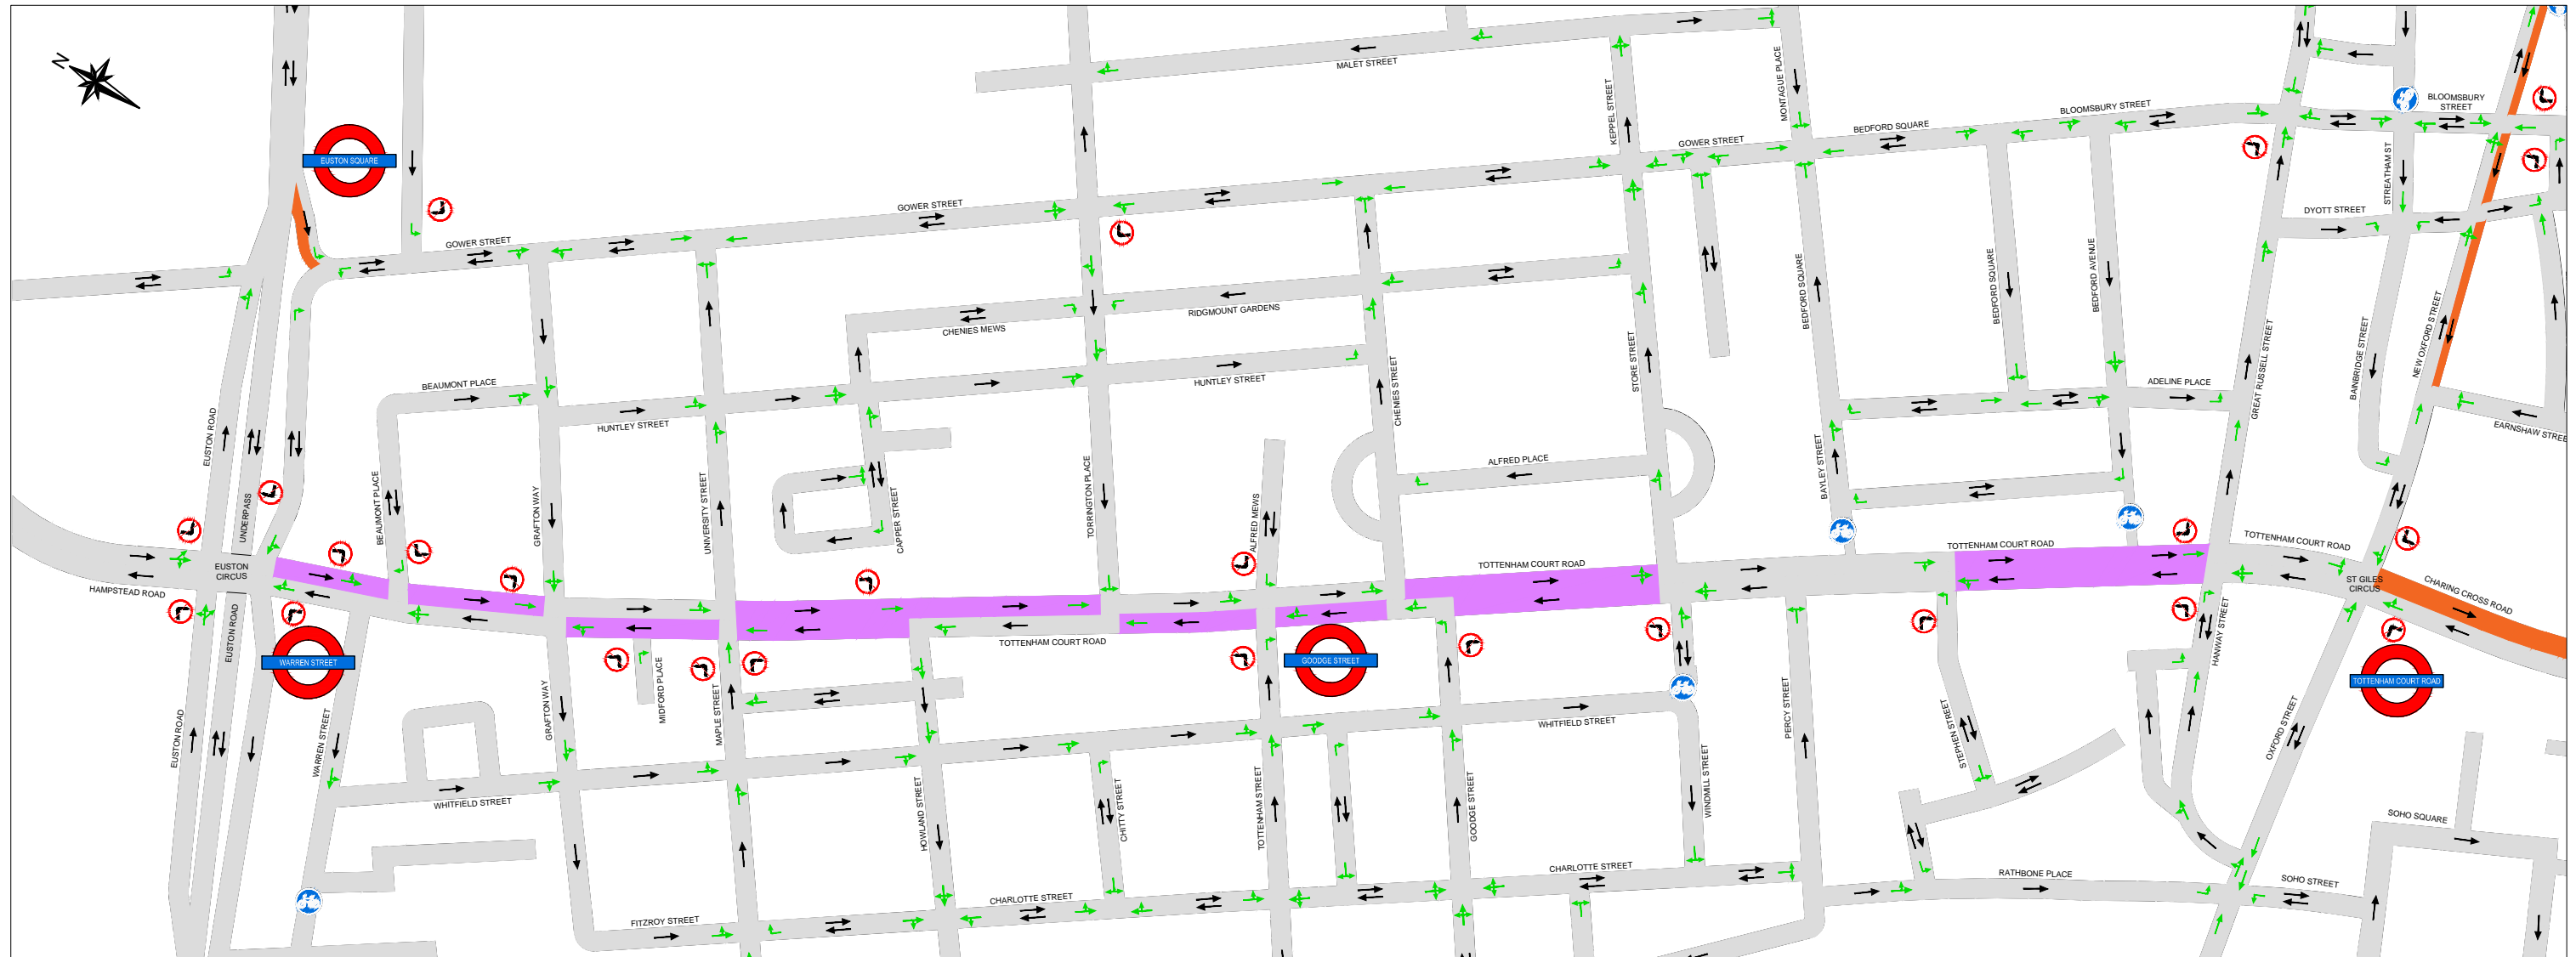 N
MALET STREET
KEPPEL STREET
MONTAGUE PLACE
BLOOMSBURY STREET
BLOOMSBURY
STREET
EUSTON SQUARE
GOWER STREET
BEDFORD SQUARE
GOWER STREET
GOWER STREET
DYOTT STREET
STREATHAM ST
BEDFORD SQUARE
BEDFORD SQUARE
BEDFORD AVENUE
CHENIES MEWS
RIDGMOUNT GARDENS
STORE STREET
GREAT RUSSELL STREET
BAINBRIDGE STREET
NEW OXFORD STREET
BEAUMONT PLACE
HUNTLEY STREET
HUNTLEY STREET
CHENIES STREET
ADELINE PLACE
EARNSHAW STREE
EUSTON ROAD
UNDERPASS
BEAUMONT PLACE
GRAFTON WAY
UNIVERSITY STREET
CAPPER STREET
TORRINGTON PLACE
ALFRED MEWS
ALFRED PLACE
BAYLEY STREET
EUSTON
CIRCUS
HAMPSTEAD ROAD
EUSTON ROAD
TOTTENHAM COURT ROAD
TOTTENHAM COURT ROAD
TOTTENHAM COURT ROAD
TOTTENHAM COURT ROAD
ST GILES
CIRCUS
CHARING CROSS ROAD
WARREN STREET
GOODGE STREET
TOTTENHAM COURT ROAD
HANWAY STREET
EUSTON ROAD
WARREN STREET
GRAFTON WAY
MIDFORD PLACE
MAPLE STREET
WHITFIELD STREET
WHITFIELD STREET
HOWLAND STREET
CHITTY STREET
TOTTENHAM STREET
GOODGE STREET
WINDMILL STREET
PERCY STREET
STEPHEN STREET
OXFORD STREET
SOHO SQUARE
FITZROY STREET
CHARLOTTE STREET
CHARLOTTE STREET
RATHBONE PLACE
SOHO STREET